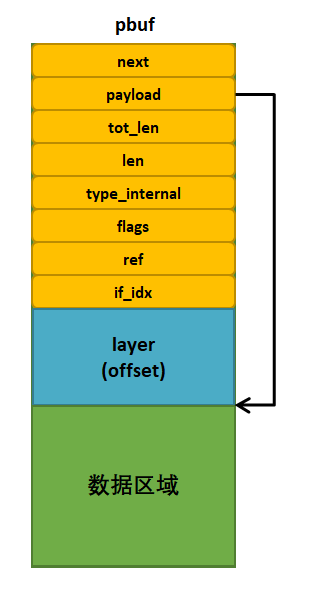 pbuf
next
payload
tot_len
len
type_internal
flags
ref
if_idx
layer
(offset)
数据区域